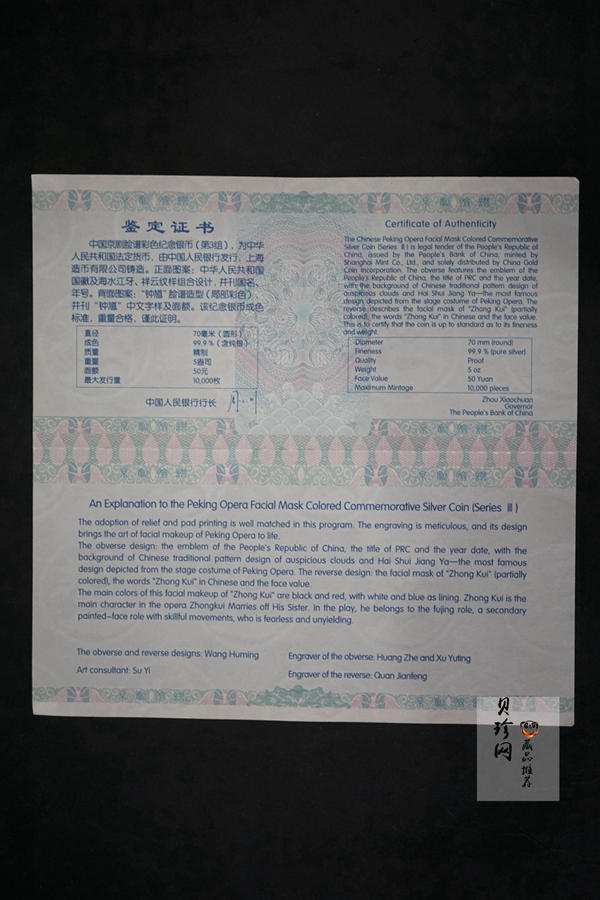 鉴定证书
中国京剧脸谱彩色纪念银币（第3组），为中华
人民共和国法定货币，由中国人民银行发行，上海
造币有限公司铸造。正面图案：中华人民共和国
国徽及海水江牙、祥云纹样组合设计，并刊国名、
年号。背面图案：“钟馗”脸谱造型（局部彩色），
并刊“钟馗”中文字样及面额。该纪念银币成色
标准，重量合格，谨此证明。
直径 70毫米（圆形）
成色 99.9％（含纯银）
质量 精制
重量 5盎司
面额 50元
最大发行量 10,000枚
中国人民银行行长
Certificate of Authenticity
The Chinese Peking Opera Facial Mask Colored Commemorative
Silver Coin (Series Ⅲ) is legal tender of the People's Republic of
China, issued by the People's Bank of China, minted by
Shanghai Mint Co., Ltd., and solely distributed by China Gold
Coin Incorporation. The obverse features the emblem of the
People's Republic of China, the title of PRC and the year date,
with the background of Chinese traditional pattern design of
auspicious clouds and Hai Shui Jiang Ya—the most famous
design depicted from the stage costume of Peking Opera. The
reverse describes the facial mask of "Zhong Kui" (partially
colored), the words "Zhong Kui" in Chinese and the face value.
This is to certify that the coin is up to standard as to its fineness
and weight.
Diameter 70 mm (round)
Fineness 99.9 % (pure silver)
Quality Proof
Weight 5 oz
Face Value 50 Yuan
Maximum Mintage 10,000 pieces
Zhou Xiaochuan
Governor
The People's Bank of China
An Explanation to the Peking Opera Facial Mask Colored Commemorative Silver Coin (Series Ⅲ)
The adoption of relief and pad printing is well matched in this program. The engraving is meticulous, and its design
brings the art of facial makeup of Peking Opera to life.
The obverse design: the emblem of the People's Republic of China, the title of PRC and the year date, with the
background of Chinese traditional pattern design of auspicious clouds and Hai Shui Jiang Ya—the most famous
design depicted from the stage costume of Peking Opera. The reverse design: the facial mask of "Zhong Kui" (partially
colored), the words "Zhong Kui" in Chinese and the face value.
The main colors of this facial makeup of "Zhong Kui" are black and red, with white and blue as lining. Zhong Kui is the
main character in the opera Zhongkui Marries off His Sister. In the play, he belongs to the fujing role, a secondary
painted-face role with skillful movements, who is fearless and unyielding.
The obverse and reverse designs: Wang Huming
Art consultant: Su Yi
Engraver of the obverse: Huang Zhe and Xu Yuting
Engraver of the reverse: Quan Jianfeng
贝珍网
藏品推荐